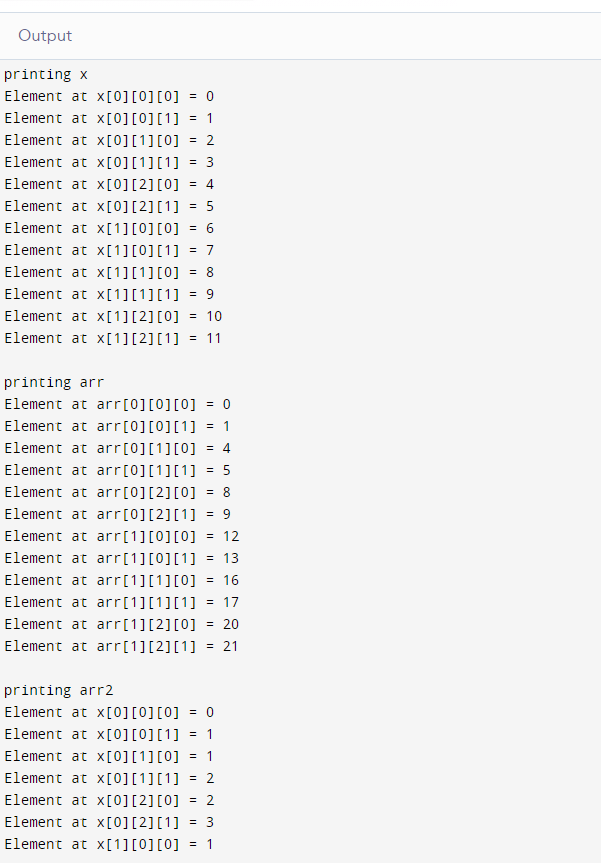 Output
printing x
Element at x[0][0][0] = 0
Element at x[0][0][1] = 1
Element at x[0][1][0] = 2
Element at x[0][1][1] = 3
Element at x[0][2][0] = 4
Element at x[0][2][1] = 5
Element at x[1][0][0] = 6
Element at x[1][0][1] = 7
Element at x[1][1][0] = 8
Element at x[1][1][1] = 9
Element at x[1][2][0] = 10
Element at x[1][2][1] = 11

printing arr
Element at arr[0][0][0] = 0
Element at arr[0][0][1] = 1
Element at arr[0][1][0] = 4
Element at arr[0][1][1] = 5
Element at arr[0][2][0] = 8
Element at arr[0][2][1] = 9
Element at arr[1][0][0] = 12
Element at arr[1][0][1] = 13
Element at arr[1][1][0] = 16
Element at arr[1][1][1] = 17
Element at arr[1][2][0] = 20
Element at arr[1][2][1] = 21

printing arr2
Element at x[0][0][0] = 0
Element at x[0][0][1] = 1
Element at x[0][1][0] = 1
Element at x[0][1][1] = 2
Element at x[0][2][0] = 2
Element at x[0][2][1] = 3
Element at x[1][0][0] = 1